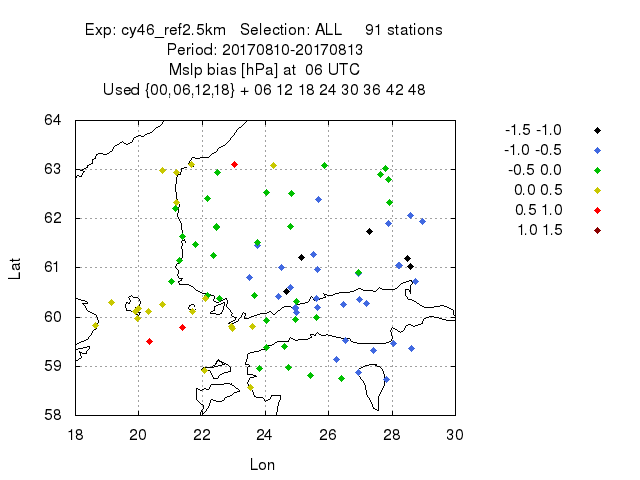 Exp: cy46_ref2.5km   Selection: ALL     91 stations
Period: 20170810-20170813
Mslp bias [hPa] at  06 UTC
Used {00,06,12,18} + 06 12 18 24 30 36 42 48
64
63
62
61
60
59
58
Lat
18 20 22 24 26 28 30
Lon
-1.5 -1.0
-1.0 -0.5
-0.5 0.0
0.0 0.5
0.5 1.0
1.0 1.5